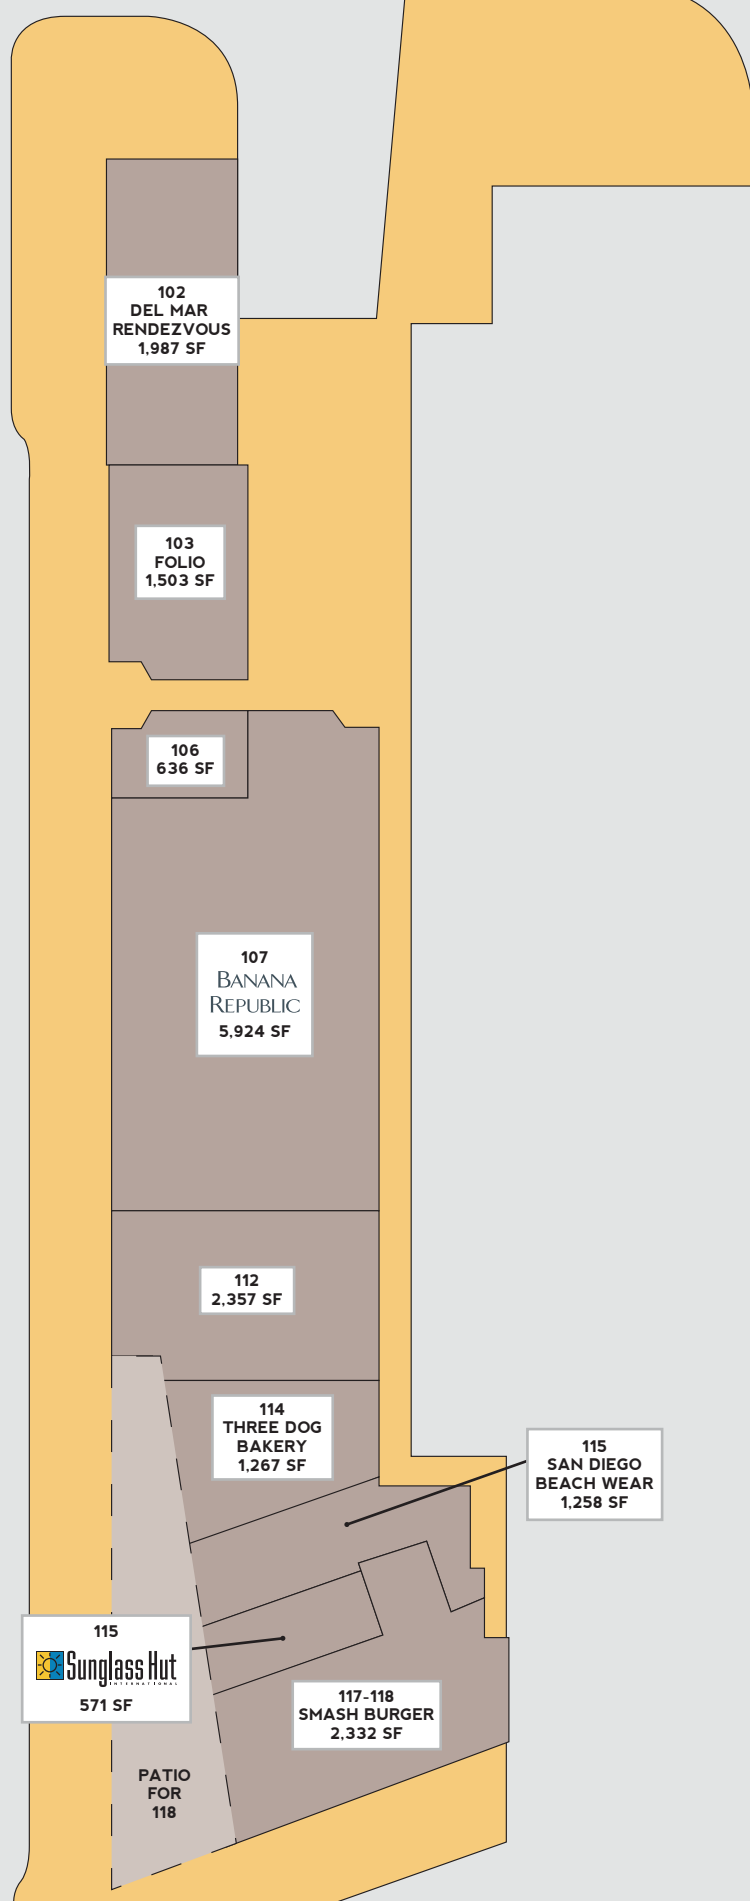 102
DEL MAR
RENDEZVOUS
1,987 SF
103
FOLIO
1,503 SF
106
636 SF
107
BANANA
REPUBLIC
5,924 SF
112
2,357 SF
114
THREE DOG
BAKERY
1,267 SF
115
SAN DIEGO
BEACH WEAR
1,258 SF
115
Sunglass Hut
INTERNATIONAL
571 SF
117-118
SMASH BURGER
2,332 SF
PATIO
FOR
118